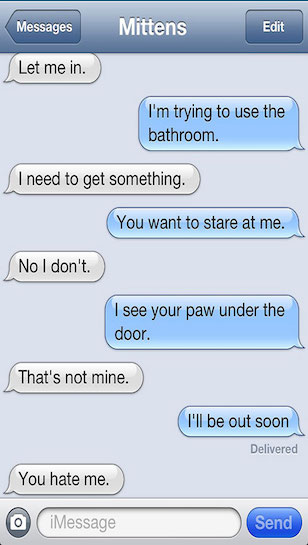 Messages
Mittens
Edit
Let me in.
I'm trying to use the
bathroom.
I need to get something.
You want to stare at me.
No I don't.
I see your paw under the
door.
That's not mine.
I'll be out soon
Delivered
You hate me.
iMessage
Send